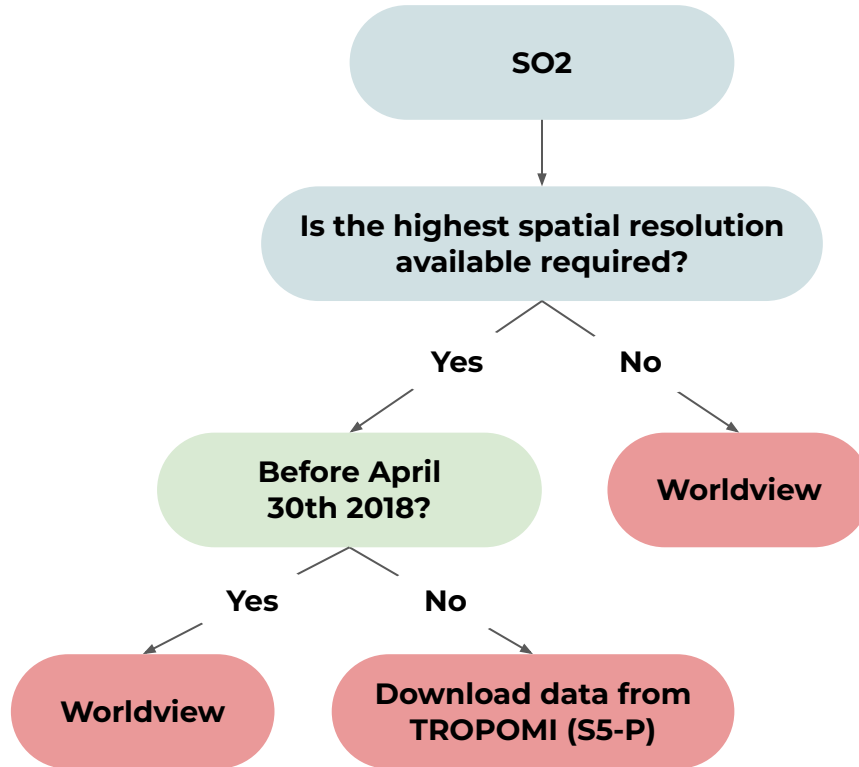 SO2
Is the highest spatial resolution
available required?
Yes
No
Before April
30th 2018?
Worldview
Yes
No
Worldview
Download data from
TROPOMI (S5-P)